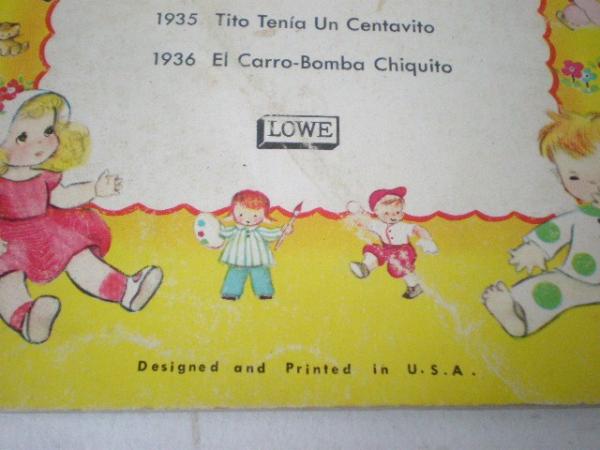 1935 Tito Tenía Un Centavito
1936 El Carro-Bomba Chiquito
LOWE
Designed and Printed in U.S.A.